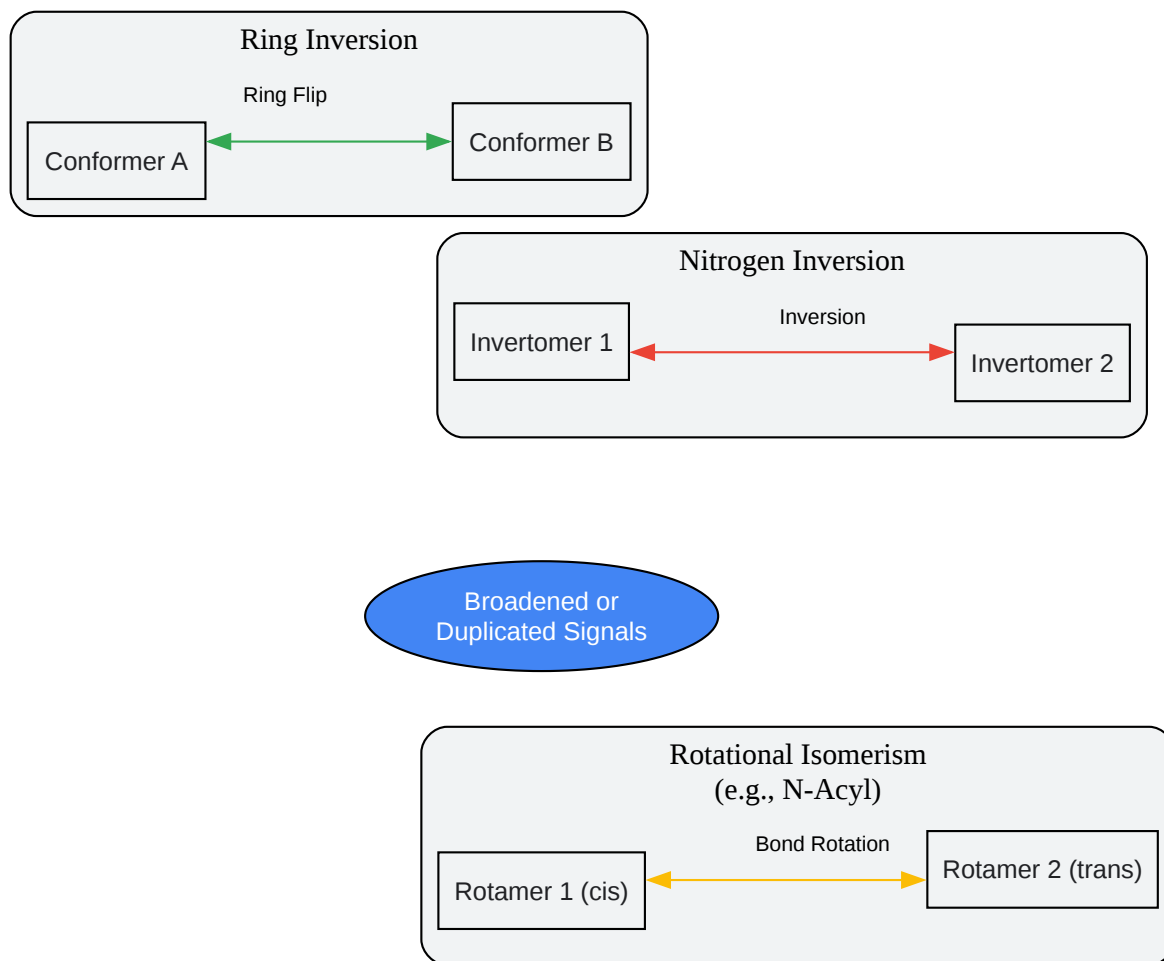 Ring Inversion
Ring Flip
Conformer A
Conformer B
Nitrogen Inversion
Inversion
Invertomer 1
Invertomer 2
Broadened or
Duplicated Signals
Rotational Isomerism
(e.g., N-Acyl)
Bond Rotation
Rotamer 1 (cis)
Rotamer 2 (trans)